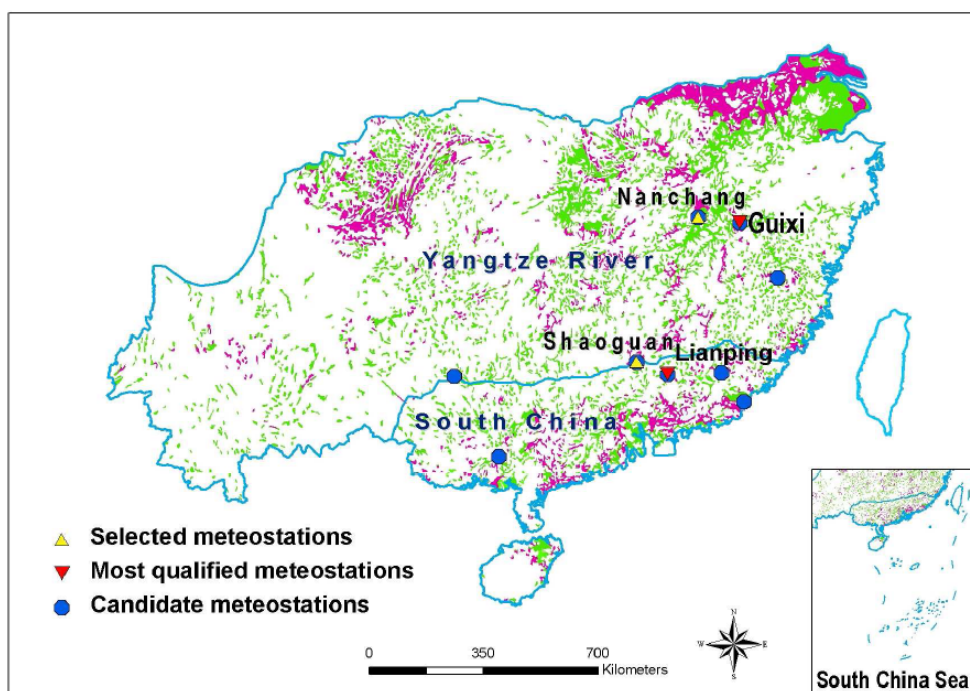 Nanchang
Guixi
Yangtze River
Shaoguan
Lianping
South China
Selected meteostations
Most qualified meteostations
Candidate meteostations
0 350 700
Kilometers
N
W E
S
South China Sea